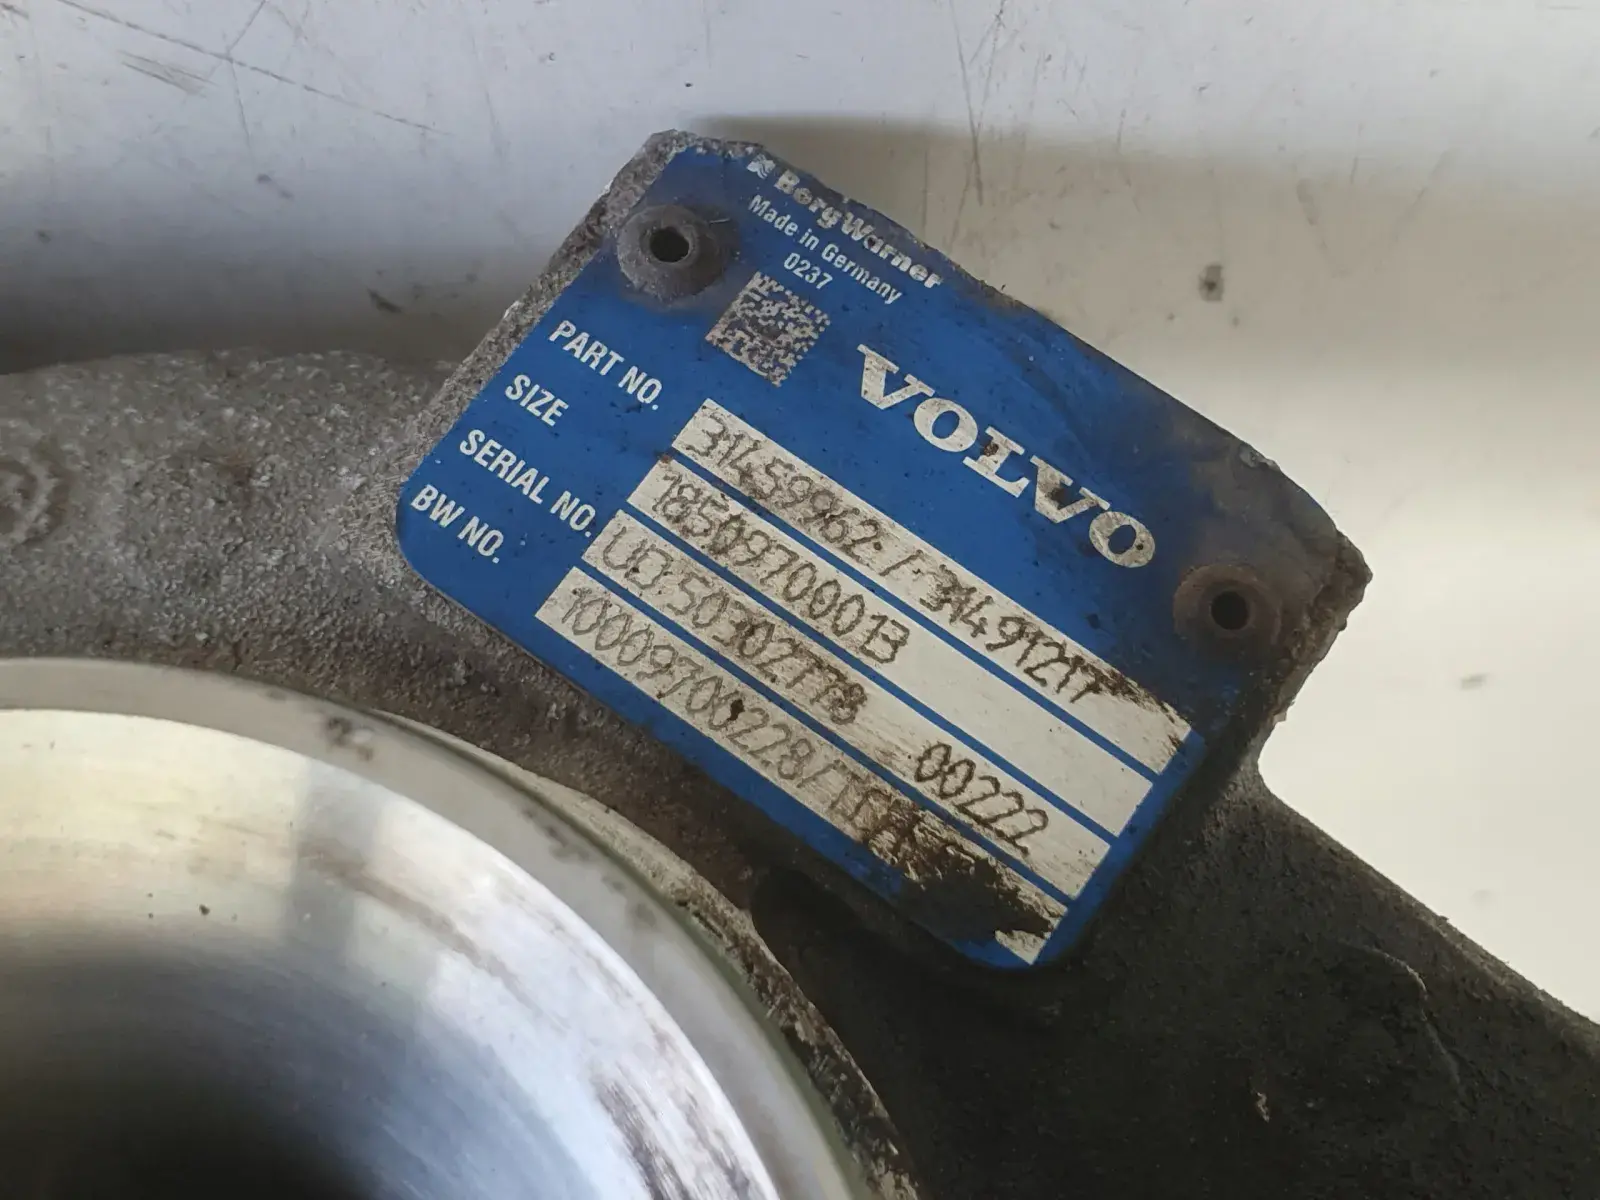 BorgWarner
Made in Germany
0237
VOLVO
PART NO. 31459962 / 31449121
SIZE 18509700013
SERIAL NO. UD:50302778 00222
BW NO. 10009700228/